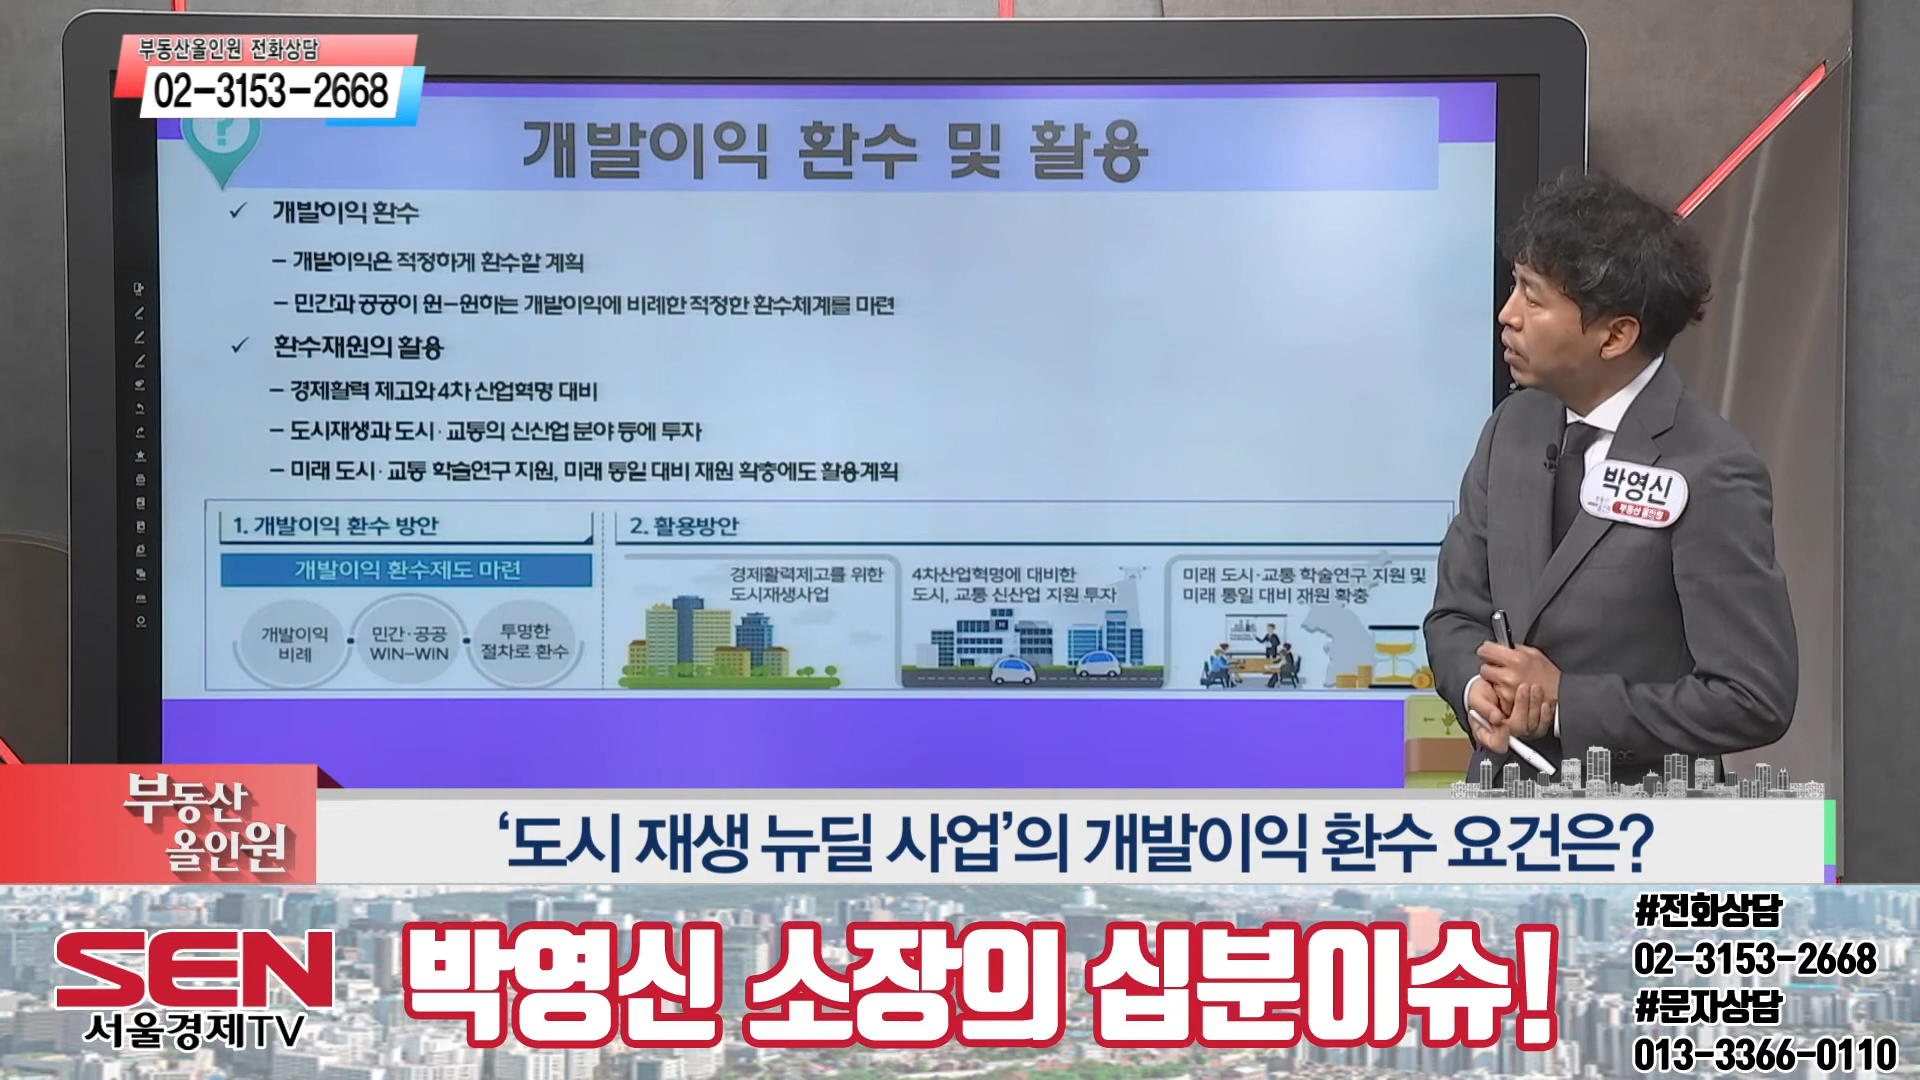 부동산올인원 전화상담
02-3153-2668
?
개발이익 환수 및 활용
✓ 개발이익 환수
- 개발이익은 적정하게 환수할 계획
- 민간과 공공이 윈-윈하는 개발이익에 비례한 적정한 환수체계를 마련
✓ 환수재원의 활용
- 경제활력 제고와 4차 산업혁명 대비
- 도시재생과 도시·교통의 신산업 분야 등에 투자
- 미래 도시·교통 학술연구 지원, 미래 통일 대비 재원 확충에도 활용계획
1. 개발이익 환수 방안
개발이익 환수제도 마련
개발이익
비례
민간·공공
WIN-WIN
투명한
절차로 환수
2. 활용방안
경제활력제고를 위한
도시재생사업
4차산업혁명에 대비한
도시, 교통 신산업 지원 투자
미래 도시·교통 학술연구 지원 및
미래 통일 대비 재원 확충
박영신
부동산 올인원
부동산
올인원
‘도시 재생 뉴딜 사업’의 개발이익 환수 요건은?
SEN
서울경제TV
박영신 소장의 십분이슈!
#전화상담
02-3153-2668
#문자상담
013-3366-0110